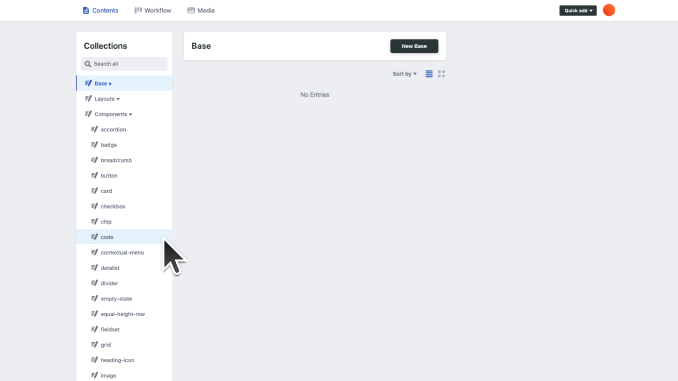 Contents
Workflow
Media
Quick add
Collections
Search all
Base
Layouts
Components
accordion
badge
breadcrumb
button
card
checkbox
chip
code
contextual-menu
datalist
divider
empty-state
equal-height-row
fieldset
grid
heading-icon
image
Base
New Base
Sort by
No Entries